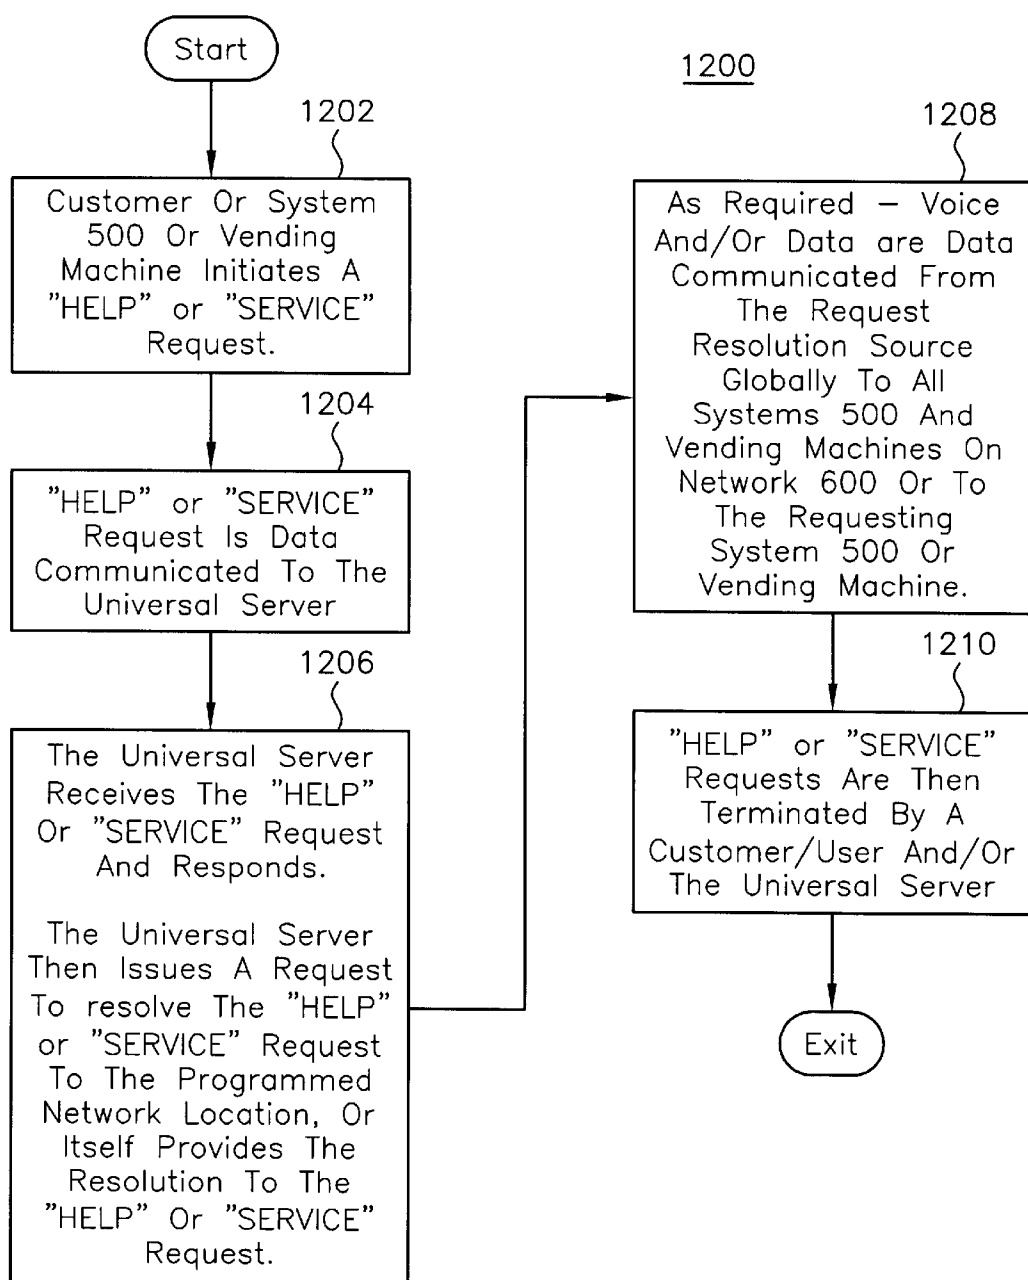 Start
1200
1202
Customer Or System
500 Or Vending
Machine Initiates A
"HELP" or "SERVICE"
Request.
1204
"HELP" or "SERVICE"
Request Is Data
Communicated To The
Universal Server
1206
The Universal Server
Receives The "HELP"
Or "SERVICE" Request
And Responds.
The Universal Server
Then Issues A Request
To resolve The "HELP"
or "SERVICE" Request
To The Programmed
Network Location, Or
Itself Provides The
Resolution To The
"HELP" Or "SERVICE"
Request.
1208
As Required – Voice
And/Or Data are Data
Communicated From
The Request
Resolution Source
Globally To All
Systems 500 And
Vending Machines On
Network 600 Or To
The Requesting
System 500 Or
Vending Machine.
1210
"HELP" or "SERVICE"
Requests Are Then
Terminated By A
Customer/User And/Or
The Universal Server
Exit